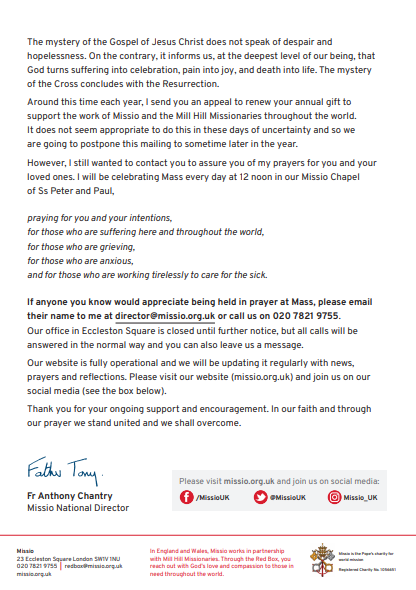 The mystery of the Gospel of Jesus Christ does not speak of despair and
hopelessness. On the contrary, it informs us, at the deepest level of our being, that
God turns suffering into celebration, pain into joy, and death into life. The mystery
of the Cross concludes with the Resurrection.
Around this time each year, I send you an appeal to renew your annual gift to
support the work of Missio and the Mill Hill Missionaries throughout the world.
It does not seem appropriate to do this in these days of uncertainty and so we
are going to postpone this mailing to sometime later in the year.
However, I still wanted to contact you to assure you of my prayers for you and your
loved ones. I will be celebrating Mass every day at 12 noon in our Missio Chapel
of Ss Peter and Paul,
praying for you and your intentions,
for those who are suffering here and throughout the world,
for those who are grieving,
for those who are anxious,
and for those who are working tirelessly to care for the sick.
If anyone you know would appreciate being held in prayer at Mass, please email
their name to me at director@missio.org.uk or call us on 020 7821 9755.
Our office in Eccleston Square is closed until further notice, but all calls will be
answered in the normal way and you can also leave us a message.
Our website is fully operational and we will be updating it regularly with news,
prayers and reflections. Please visit our website (missio.org.uk) and join us on our
social media (see the box below).
Thank you for your ongoing support and encouragement. In our faith and through
our prayer we stand united and we shall overcome.
Father Tony.
Fr Anthony Chantry
Missio National Director
Please visit missio.org.uk and join us on social media:
/MissioUK @MissioUK Missio_UK
Missio
23 Eccleston Square London SW1V 1NU
020 7821 9755 | redbox@missio.org.uk
missio.org.uk
In England and Wales, Missio works in partnership
with Mill Hill Missionaries. Through the Red Box, you
reach out with God's love and compassion to those in
need throughout the world.
Missio is the Pope's charity for
world mission
Registered Charity No. 1056651